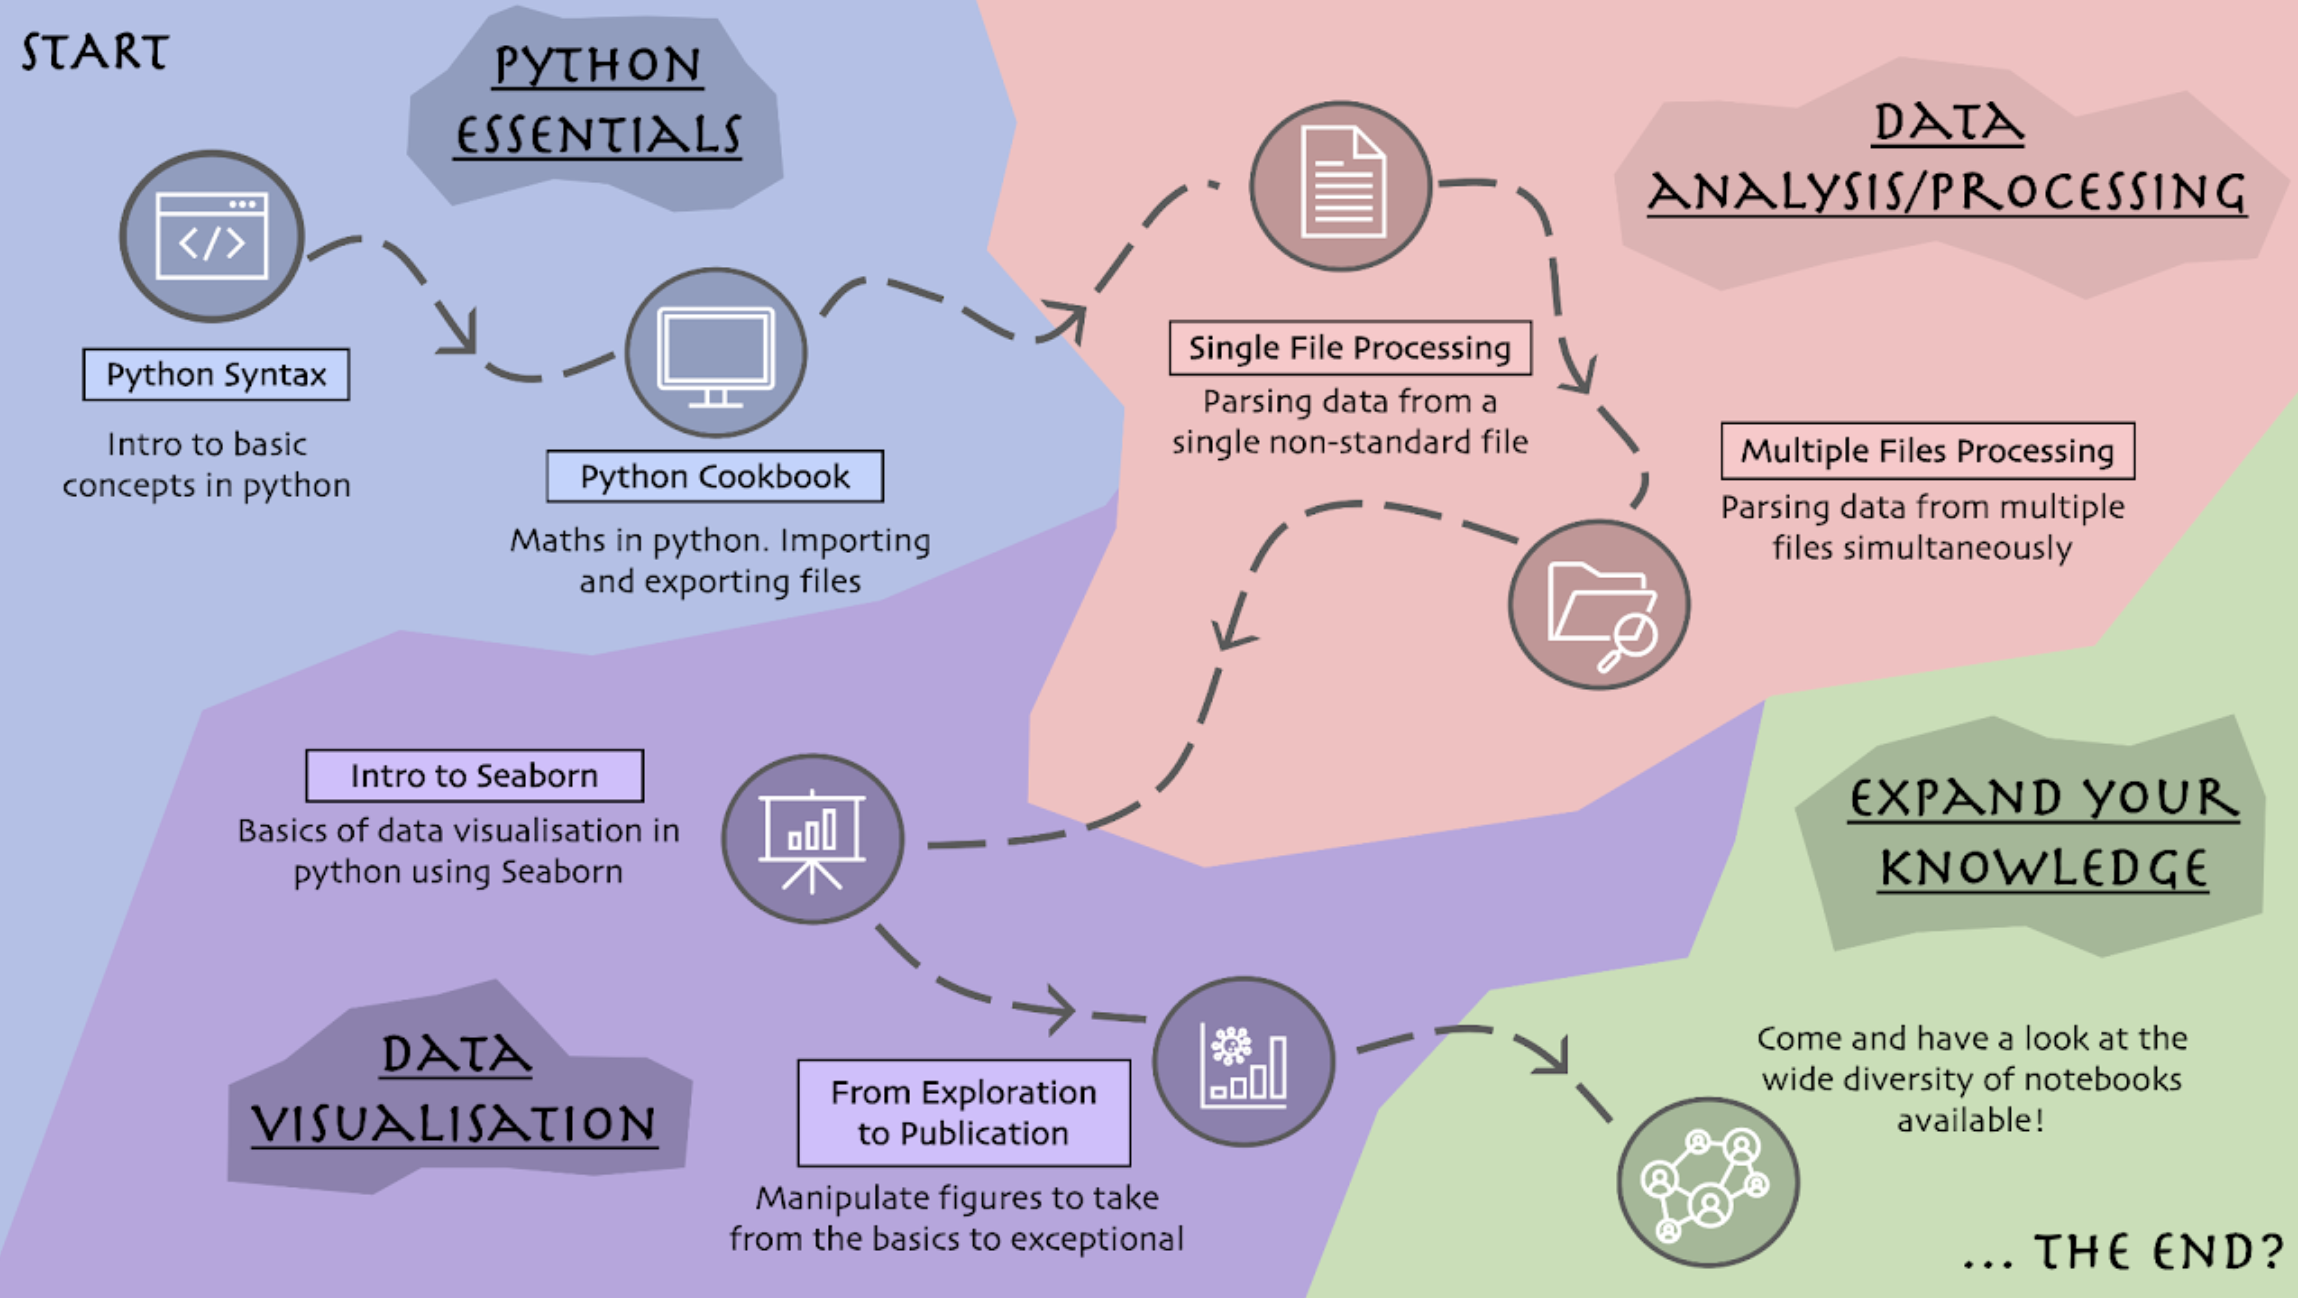 START
PYTHON
ESSENTIALS
Python Syntax
Intro to basic
concepts in python
Python Cookbook
Maths in python. Importing
and exporting files
DATA
ANALYSIS/PROCESSING
Single File Processing
Parsing data from a
single non-standard file
Multiple Files Processing
Parsing data from multiple
files simultaneously
Intro to Seaborn
Basics of data visualisation in
python using Seaborn
DATA
VISUALISATION
From Exploration
to Publication
Manipulate figures to take
from the basics to exceptional
EXPAND YOUR
KNOWLEDGE
Come and have a look at the
wide diversity of notebooks
available!
... THE END?